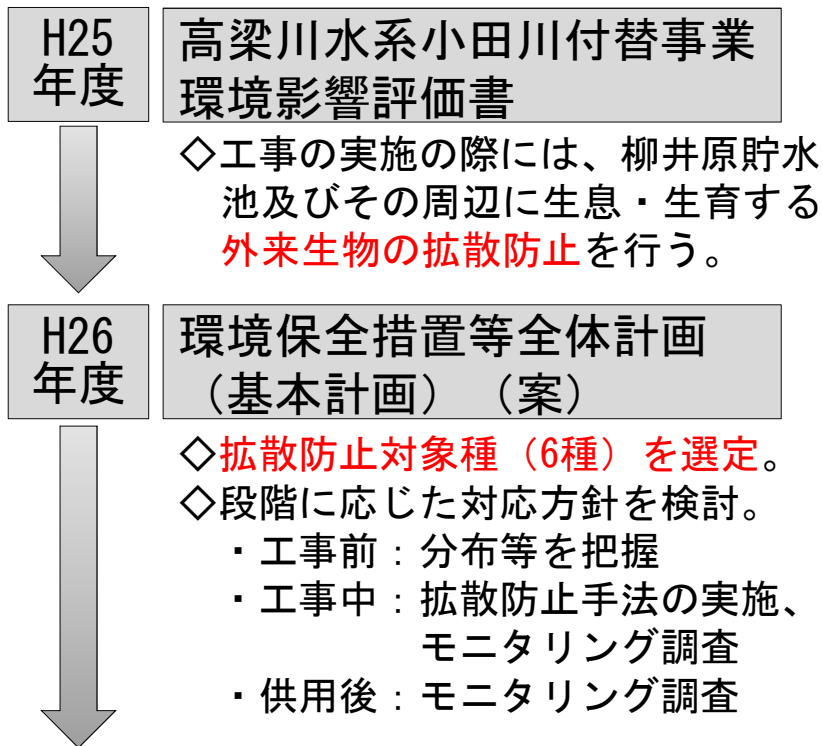 H25
年度
高梁川水系小田川付替事業
環境影響評価書
◇工事の実施の際には、柳井原貯水
池及びその周辺に生息・生育する
外来生物の拡散防止を行う。
H26
年度
環境保全措置等全体計画
（基本計画）（案）
◇拡散防止対象種（6種）を選定。
◇段階に応じた対応方針を検討。
・工事前：分布等を把握
・工事中：拡散防止手法の実施、
モニタリング調査
・供用後：モニタリング調査